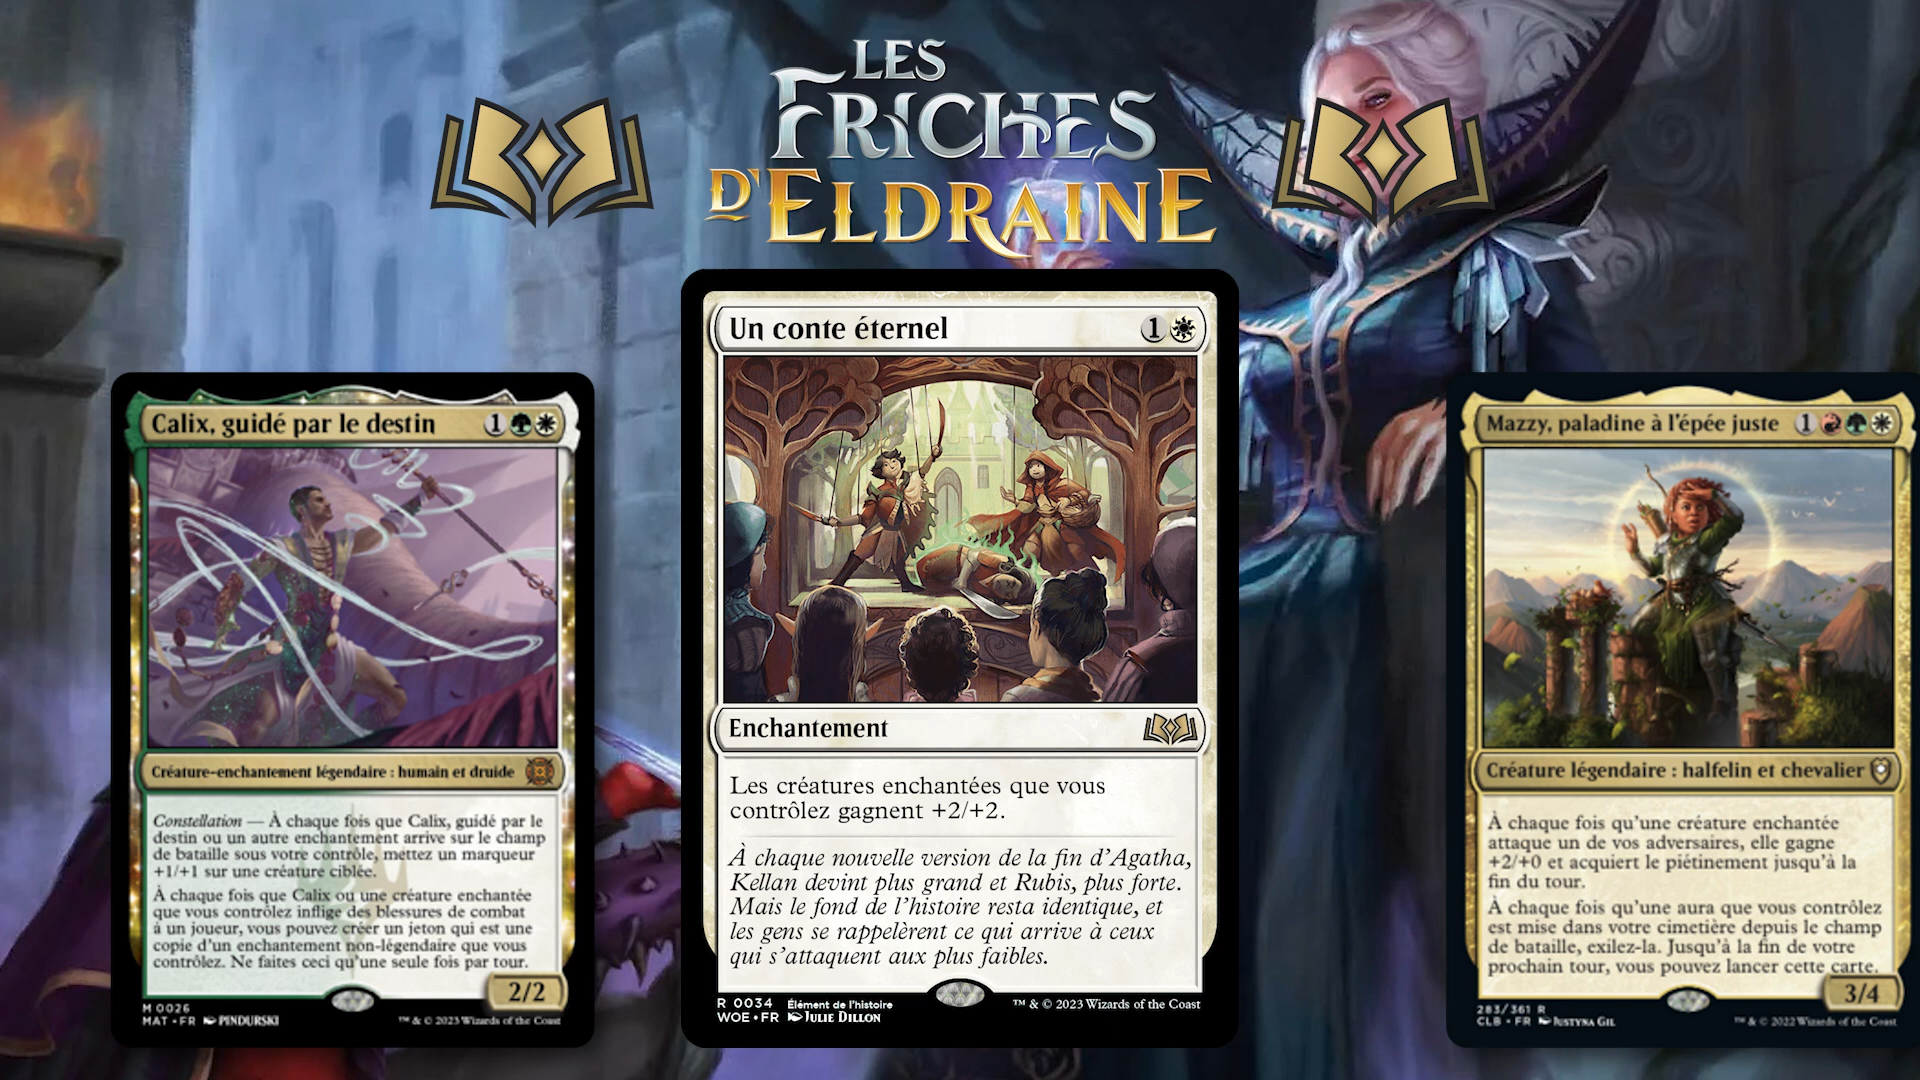 LES
FRICHES
D'ELDRAINE
Calix, guidé par le destin 1
Créature-enchantement légendaire : humain et druide
Constellation — À chaque fois que Calix, guidé par le
destin ou un autre enchantement arrive sur le champ
de bataille sous votre contrôle, mettez un marqueur
+1/+1 sur une créature ciblée.
À chaque fois que Calix ou une créature enchantée
que vous contrôlez inflige des blessures de combat
à un joueur, vous pouvez créer un jeton qui est une
copie d'un enchantement non-légendaire que vous
contrôlez. Ne faites ceci qu'une seule fois par tour.
2/2
M 0026
MAT • FR PINDURSKI
™ & © 2023 Wizards of the Coast
Un conte éternel 1
Enchantement
Les créatures enchantées que vous
contrôlez gagnent +2/+2.
À chaque nouvelle version de la fin d'Agatha,
Kellan devint plus grand et Rubis, plus forte.
Mais le fond de l'histoire resta identique, et
les gens se rappelèrent ce qui arrive à ceux
qui s'attaquent aux plus faibles.
R 0034 Élément de l'histoire
WOE • FR JULIE DILLON
™ & © 2023 Wizards of the Coast
Mazzy, paladine à l'épée juste 1
Créature légendaire : halfelin et chevalier
À chaque fois qu'une créature enchantée
attaque un de vos adversaires, elle gagne
+2/+0 et acquiert le piétinement jusqu'à la
fin du tour.
À chaque fois qu'une aura que vous contrôlez
est mise dans votre cimetière depuis le champ
de bataille, exilez-la. Jusqu'à la fin de votre
prochain tour, vous pouvez lancer cette carte.
3/4
283/361 R
CLB • FR JUSTYNA GIL
™ & © 2022 Wizards of the Coast